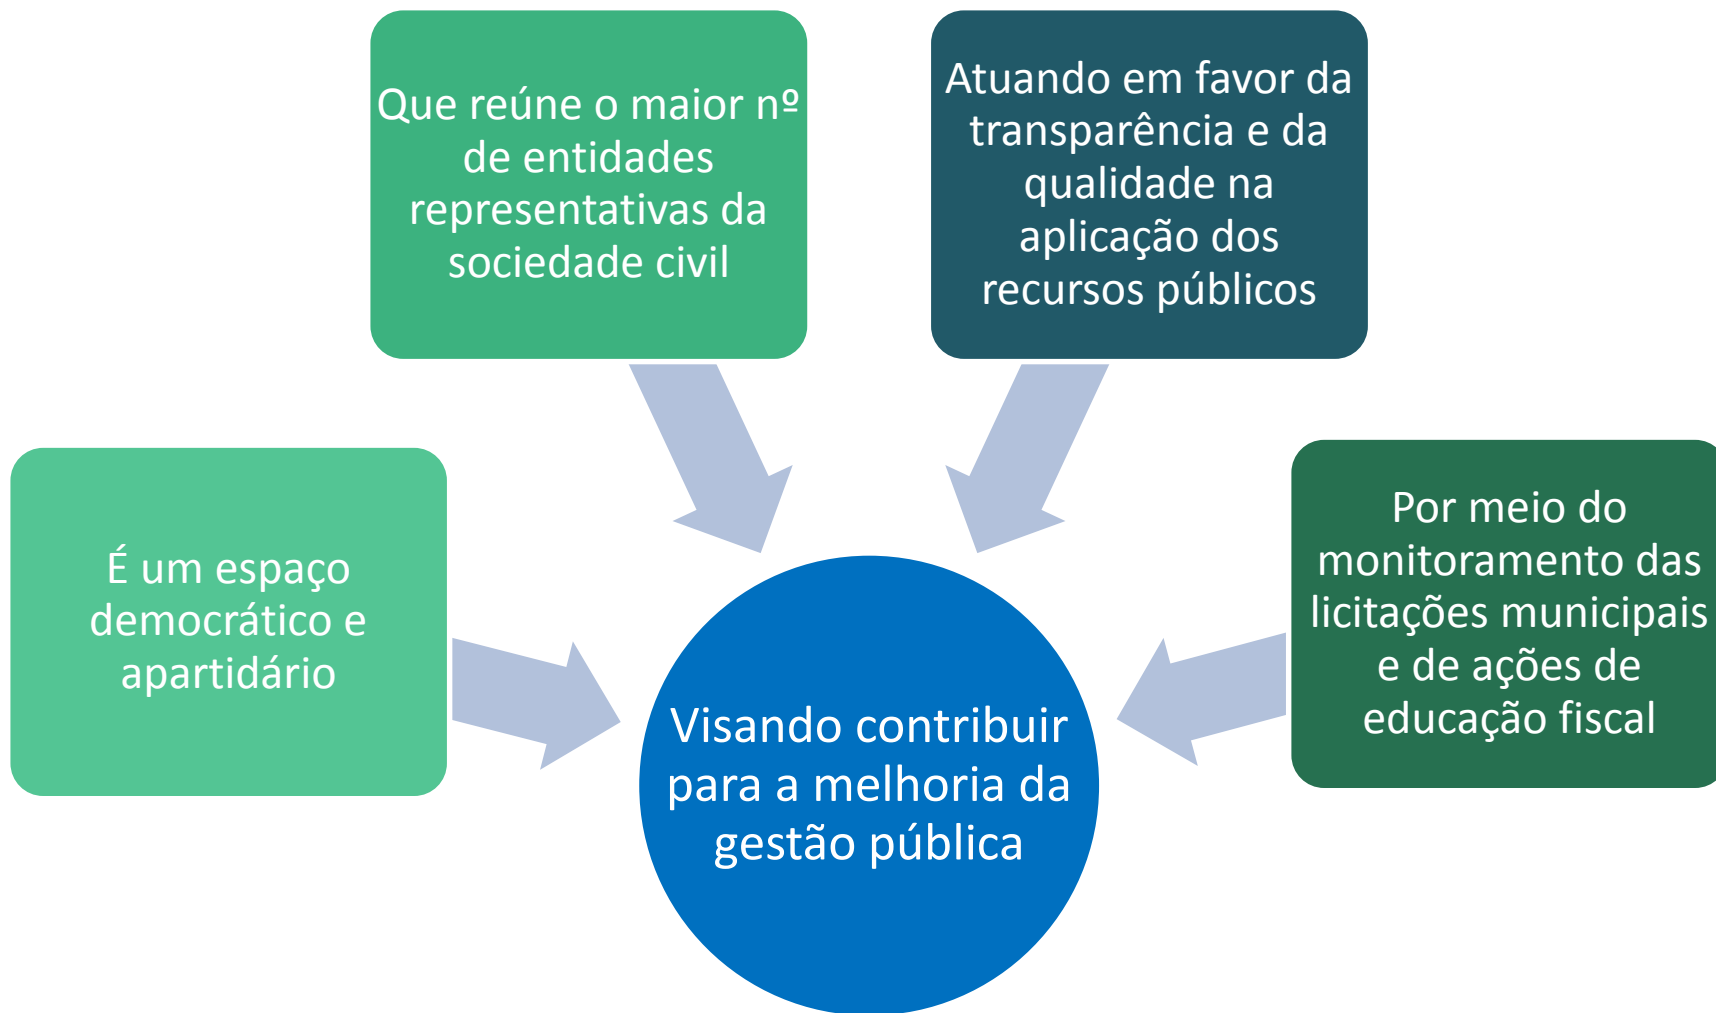 Que reúne o maior nº
de entidades
representativas da
sociedade civil
Atuando em favor da
transparência e da
qualidade na
aplicação dos
recursos públicos
É um espaço
democrático e
apartidário
Por meio do
monitoramento das
licitações municipais
e de ações de
educação fiscal
Visando contribuir
para a melhoria da
gestão pública